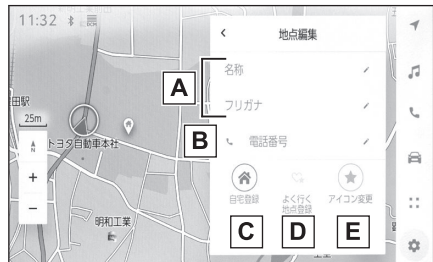 11:32
地点編集
名称
A
フリガナ
B
電話番号
自宅登録
よく行く
地点登録
アイコン変更
C
D
E
田駅
25m
N
トヨタ自動車本社
+
−
明和工業